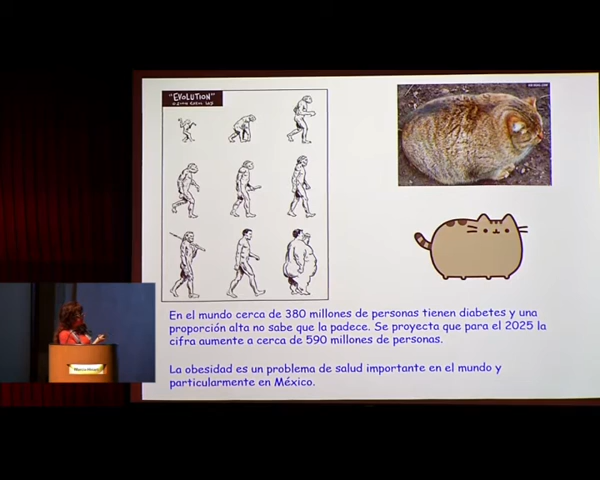 "EVOLUTION"
En el mundo cerca de 380 millones de personas tienen diabetes y una
proporción alta no sabe que la padece. Se proyecta que para el 2025 la
cifra aumente a cerca de 590 millones de personas.
La obesidad es un problema de salud importante en el mundo y
particularmente en México.